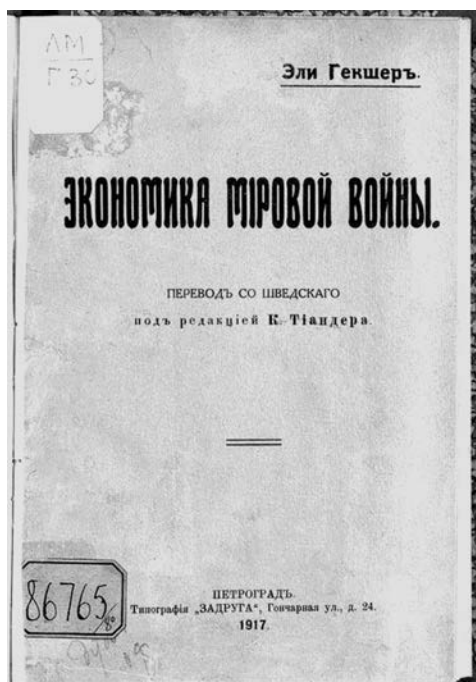 ЛМ
Г 30
Эли Гекшеръ.
ЭКОНОМИКА МІРОВОЙ ВОЙНЫ.
ПЕРЕВОДЪ СО ШВЕДСКАГО
подъ редакціей К. Тіандера.
ПЕТРОГРАДЪ.
Типографія „ЗАДРУГА“, Гончарная ул., д. 24.
1917.
86765